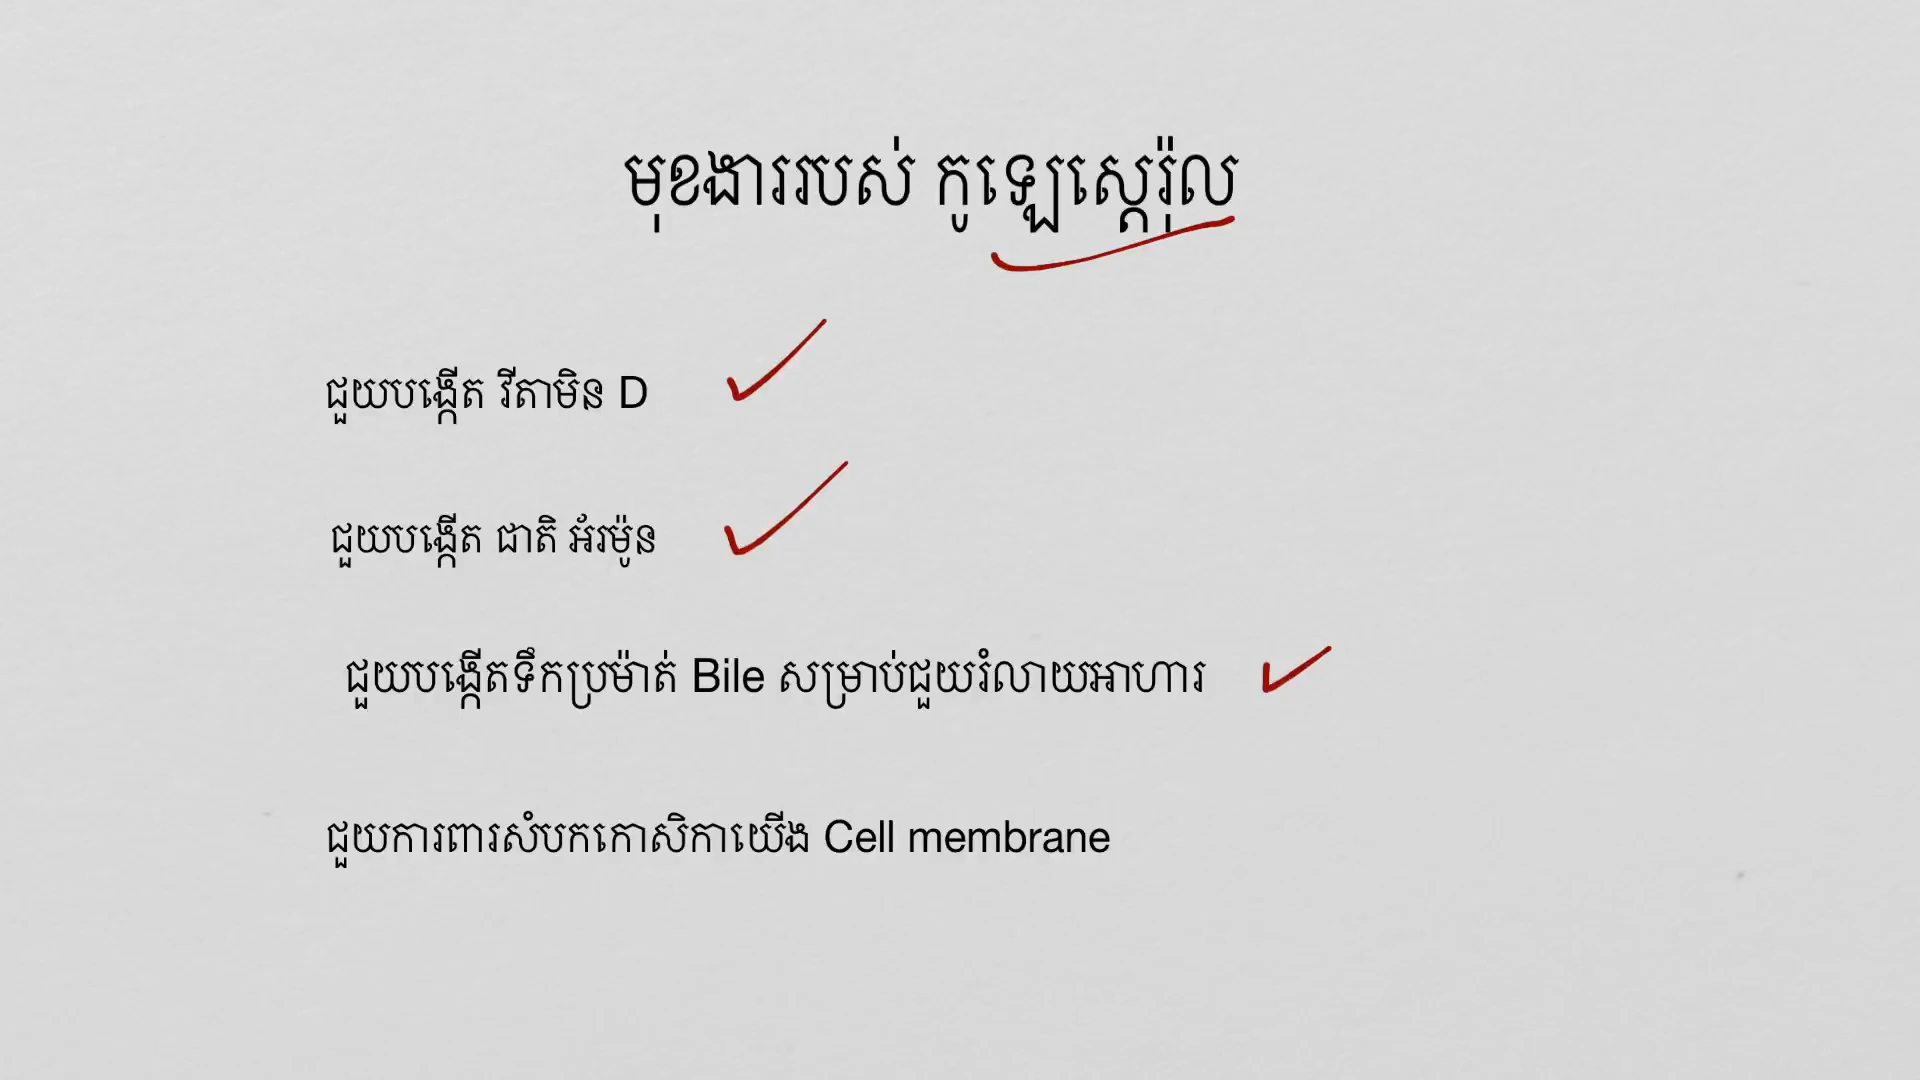 មុខងាររបស់ កូឡេស្តេរ៉ុល
ជួយបង្កើត វីតាមិន D
ជួយបង្កើត ជាតិ អ័រម៉ូន
ជួយបង្កើតទឹកប្រម៉ាត់ Bile សម្រាប់ជួយរំលាយអាហារ
ជួយការពារសំបកកោសិកាយើង Cell membrane